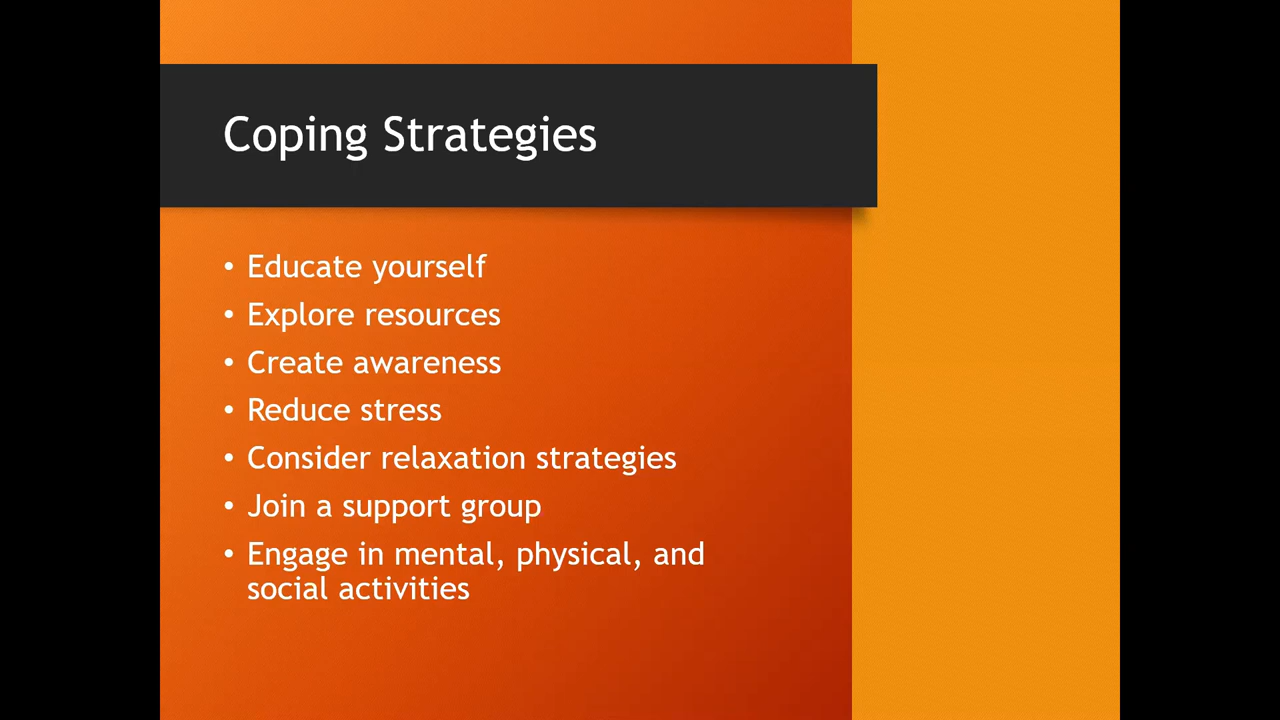 Coping Strategies
• Educate yourself
• Explore resources
• Create awareness
• Reduce stress
• Consider relaxation strategies
• Join a support group
• Engage in mental, physical, and
social activities